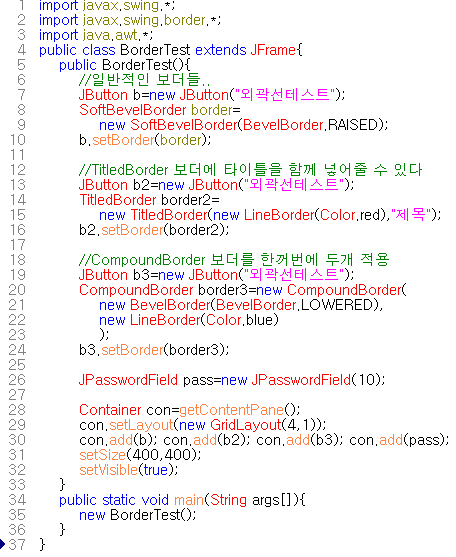 1 import javax.swing.*;
2 import javax.swing.border.*;
3 import java.awt.*;
4 public class BorderTest extends JFrame{
5 public BorderTest(){
6 //일반적인 보더들..
7 JButton b=new JButton("외곽선테스트");
8 SoftBevelBorder border=
9 new SoftBevelBorder(BevelBorder.RAISED);
10 b.setBorder(border);
11
12 //TitledBorder 보더에 타이틀을 함께 넣어줄 수 있다
13 JButton b2=new JButton("외곽선테스트");
14 TitledBorder border2=
15 new TitledBorder(new LineBorder(Color.red),"제목");
16 b2.setBorder(border2);
17
18 //CompoundBorder 보더를 한꺼번에 두개 적용
19 JButton b3=new JButton("외곽선테스트");
20 CompoundBorder border3=new CompoundBorder(
21 new BevelBorder(BevelBorder.LOWERED),
22 new LineBorder(Color.blue)
23 );
24 b3.setBorder(border3);
25
26 JPasswordField pass=new JPasswordField(10);
27
28 Container con=getContentPane();
29 con.setLayout(new GridLayout(4,1));
30 con.add(b); con.add(b2); con.add(b3); con.add(pass);
31 setSize(400,400);
32 setVisible(true);
33 }
34 public static void main(String args[]){
35 new BorderTest();
36 }
37 }